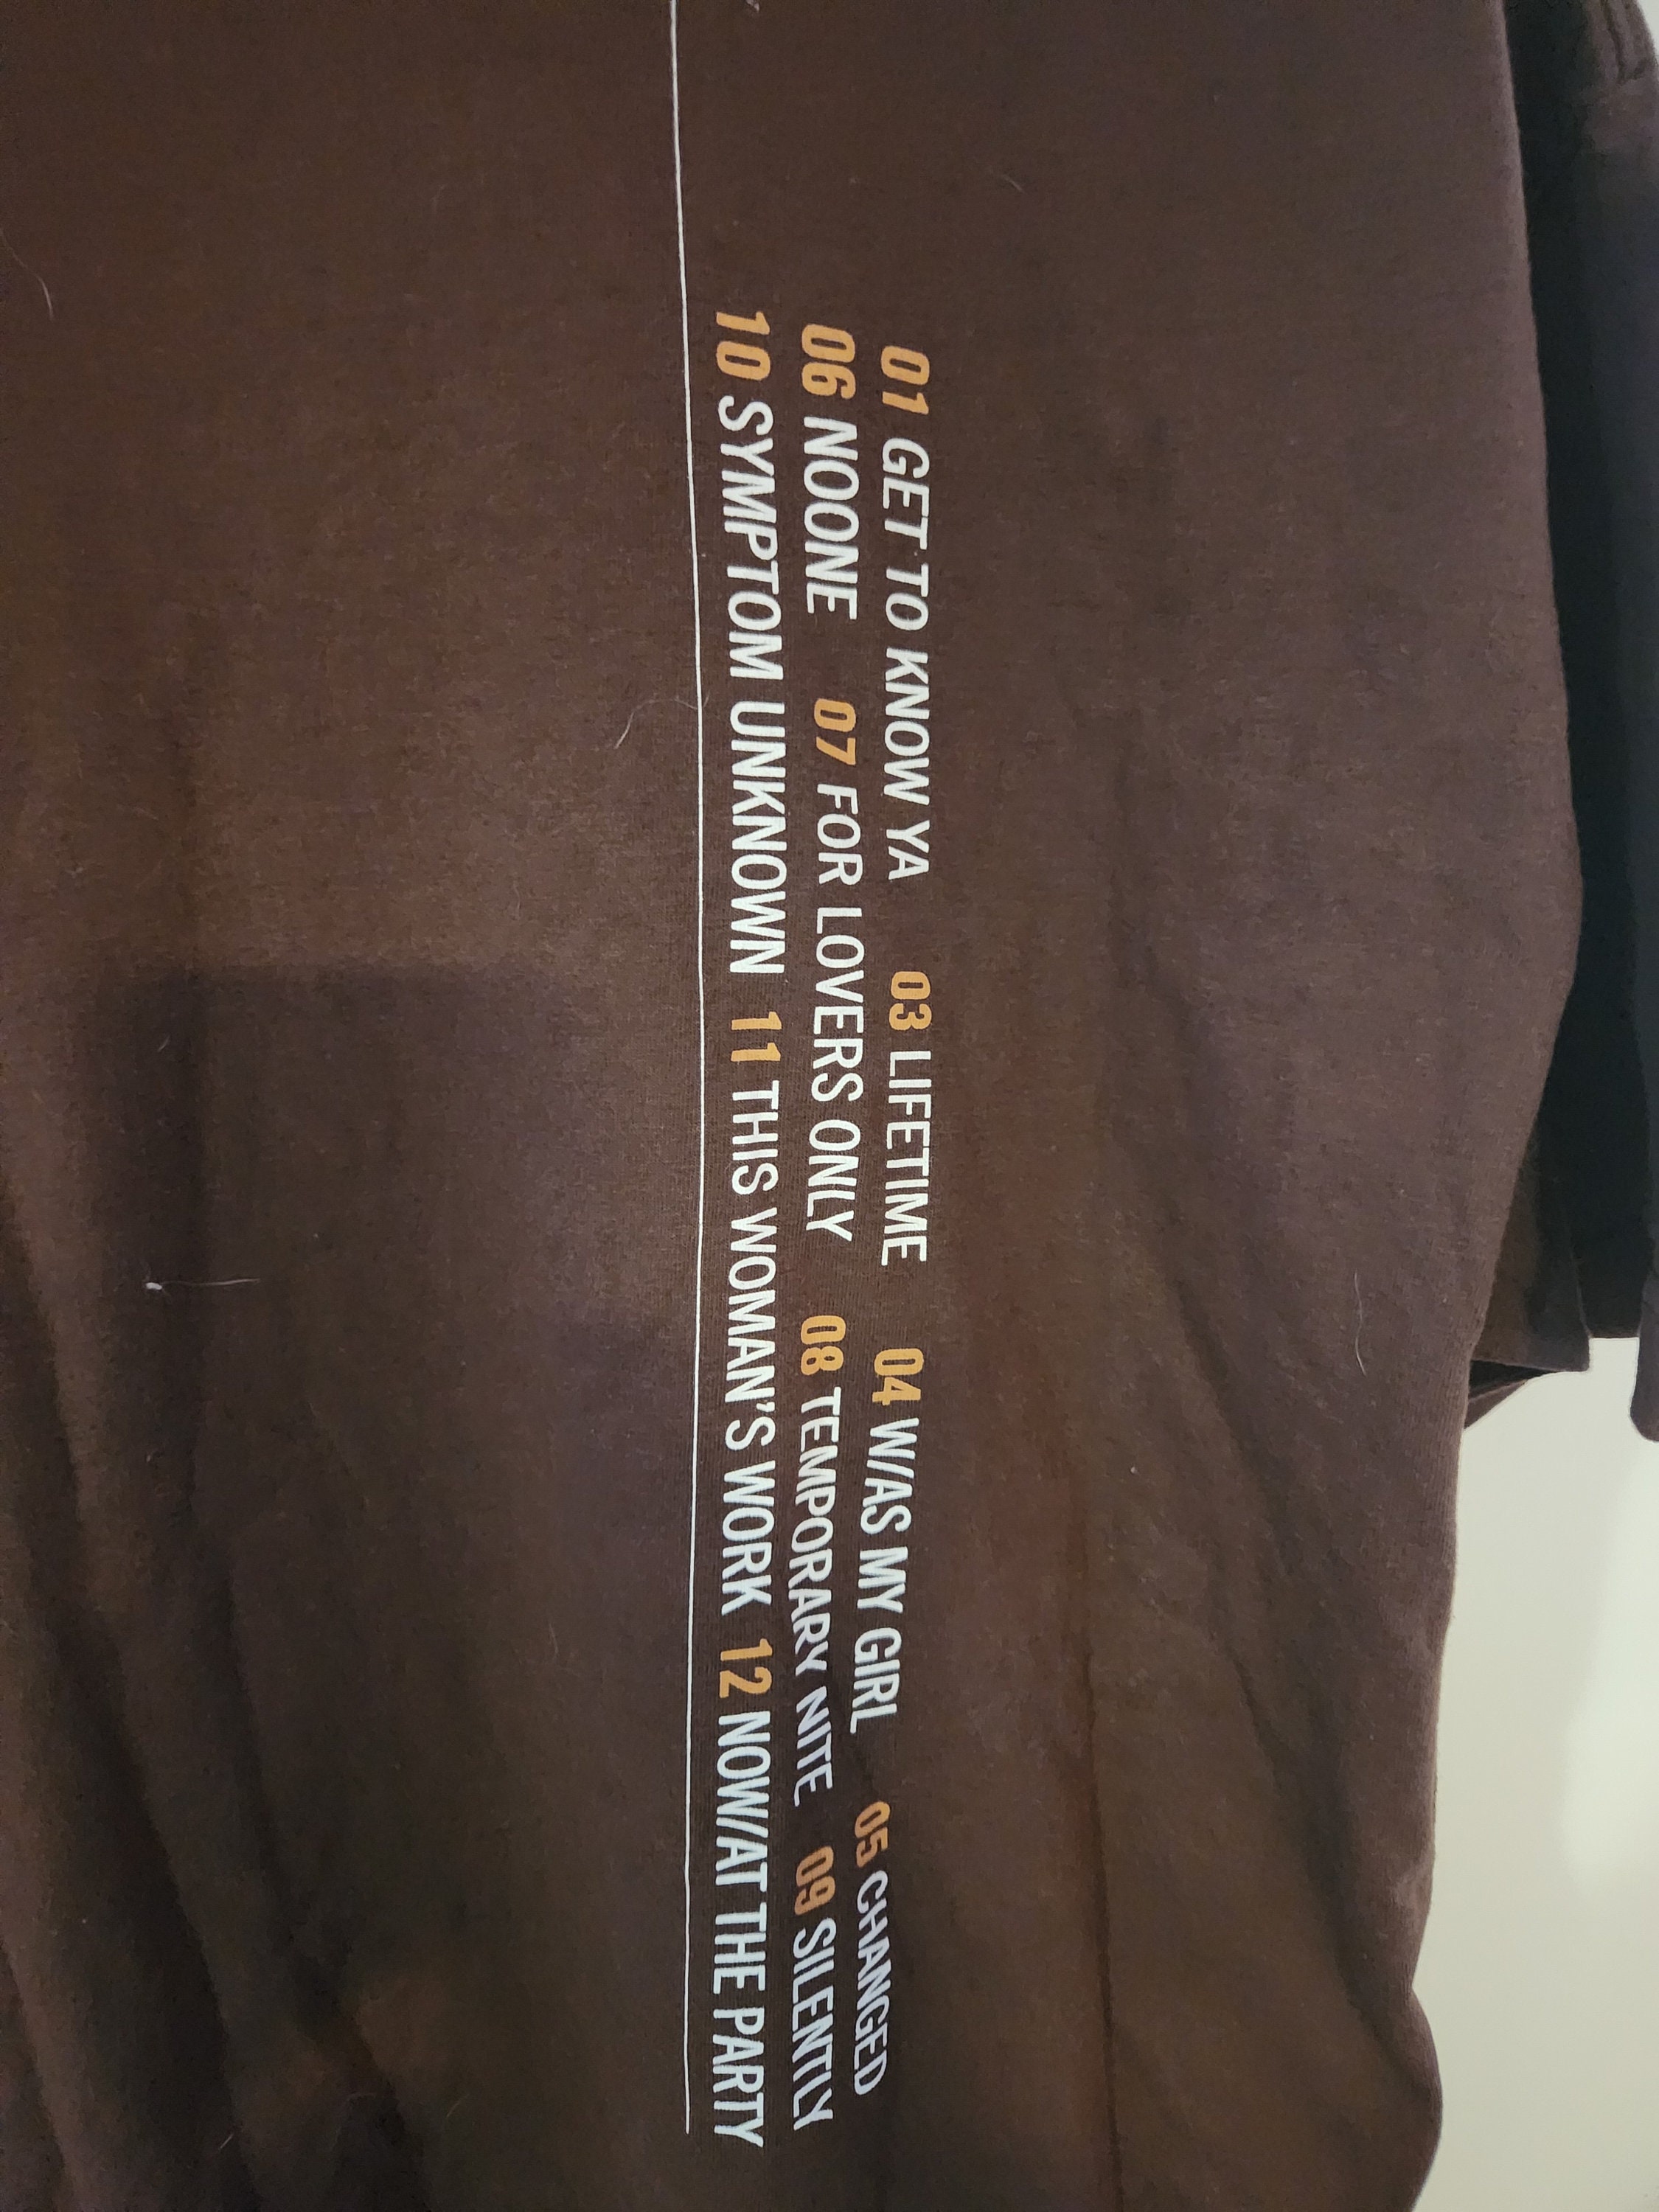 01 GET TO KNOW YA 03 LIFETIME 04 W/AS MY GIRL 05 CHANGED
06 NOONE 07 FOR LOVERS ONLY 08 TEMPORARY NITE 09 SILENTLY
10 SYMPTOM UNKNOWN 11 THIS WOMAN'S WORK 12 NOW/AT THE PARTY